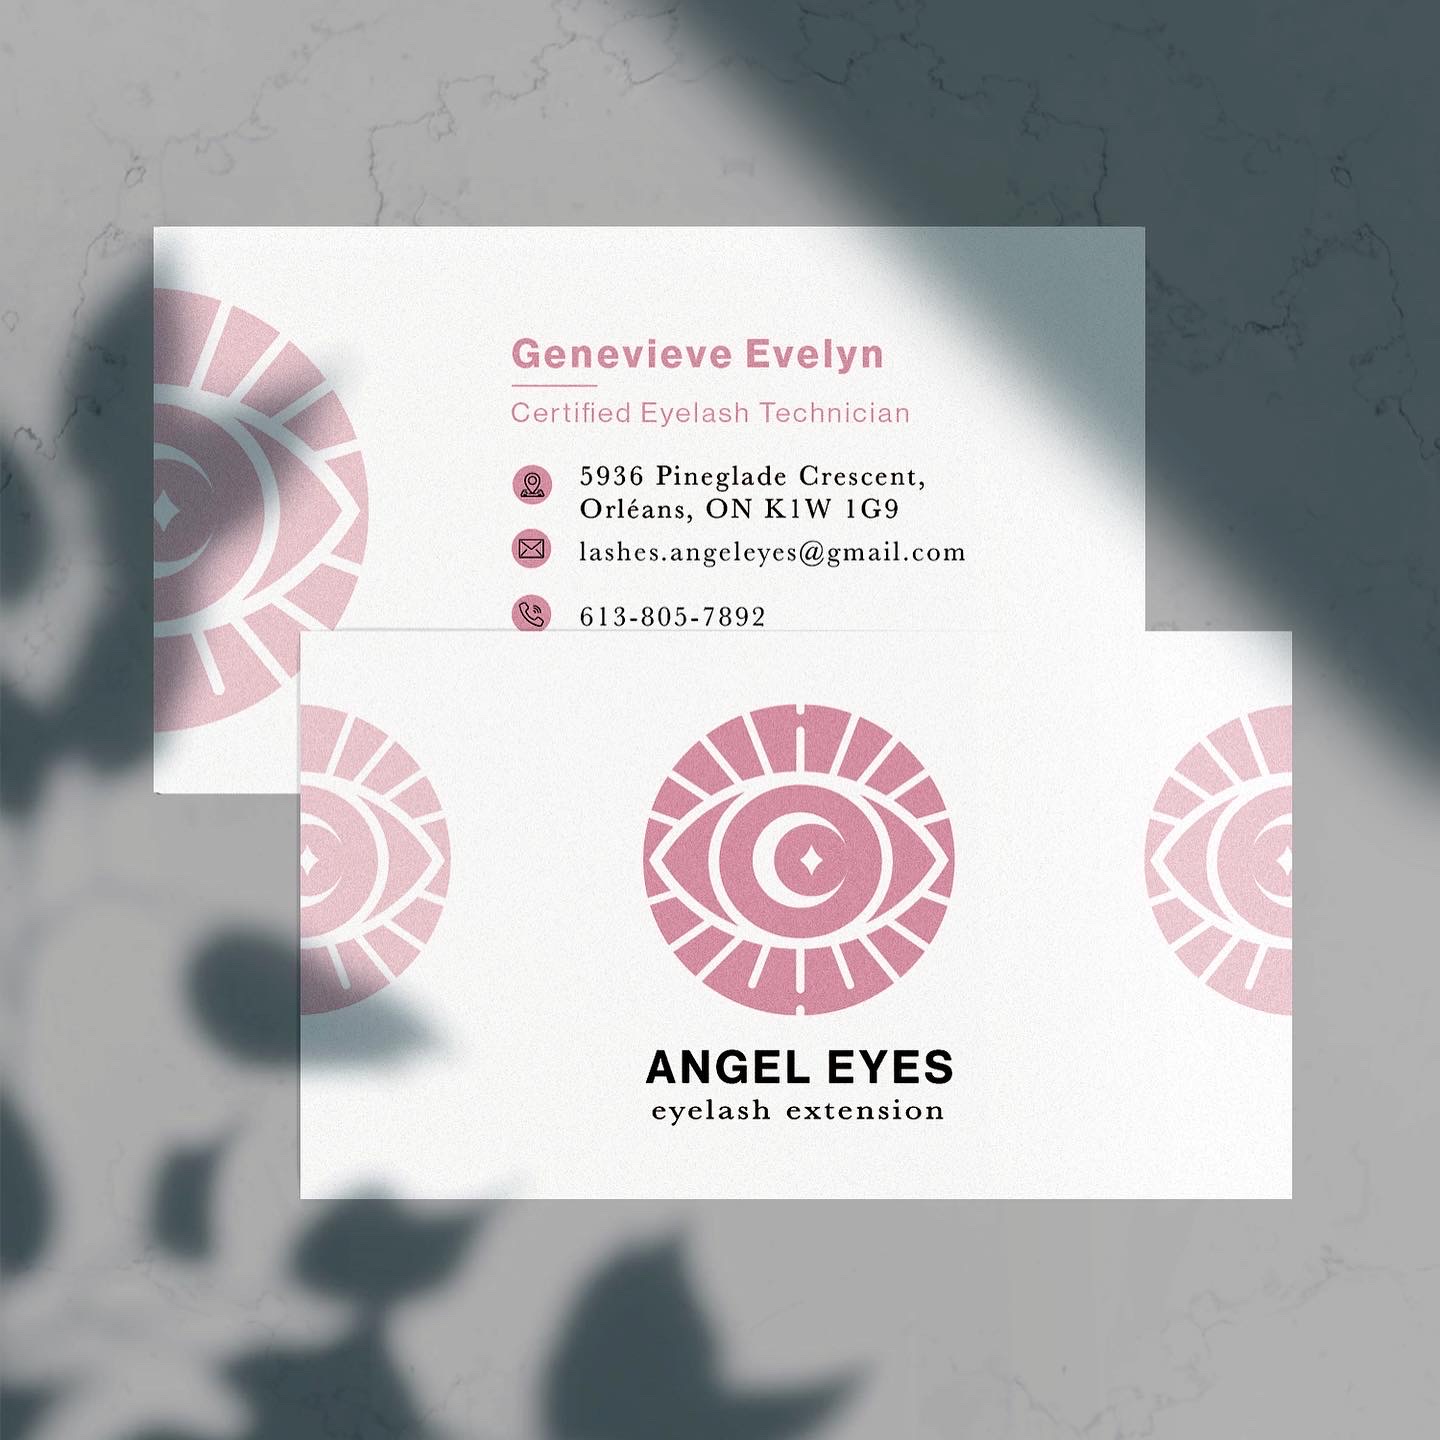 Genevieve Evelyn
Certified Eyelash Technician
5936 Pineglade Crescent,
Orléans, ON K1W 1G9
lashes.angeleyes@gmail.com
613-805-7892
ANGEL EYES
eyelash extension